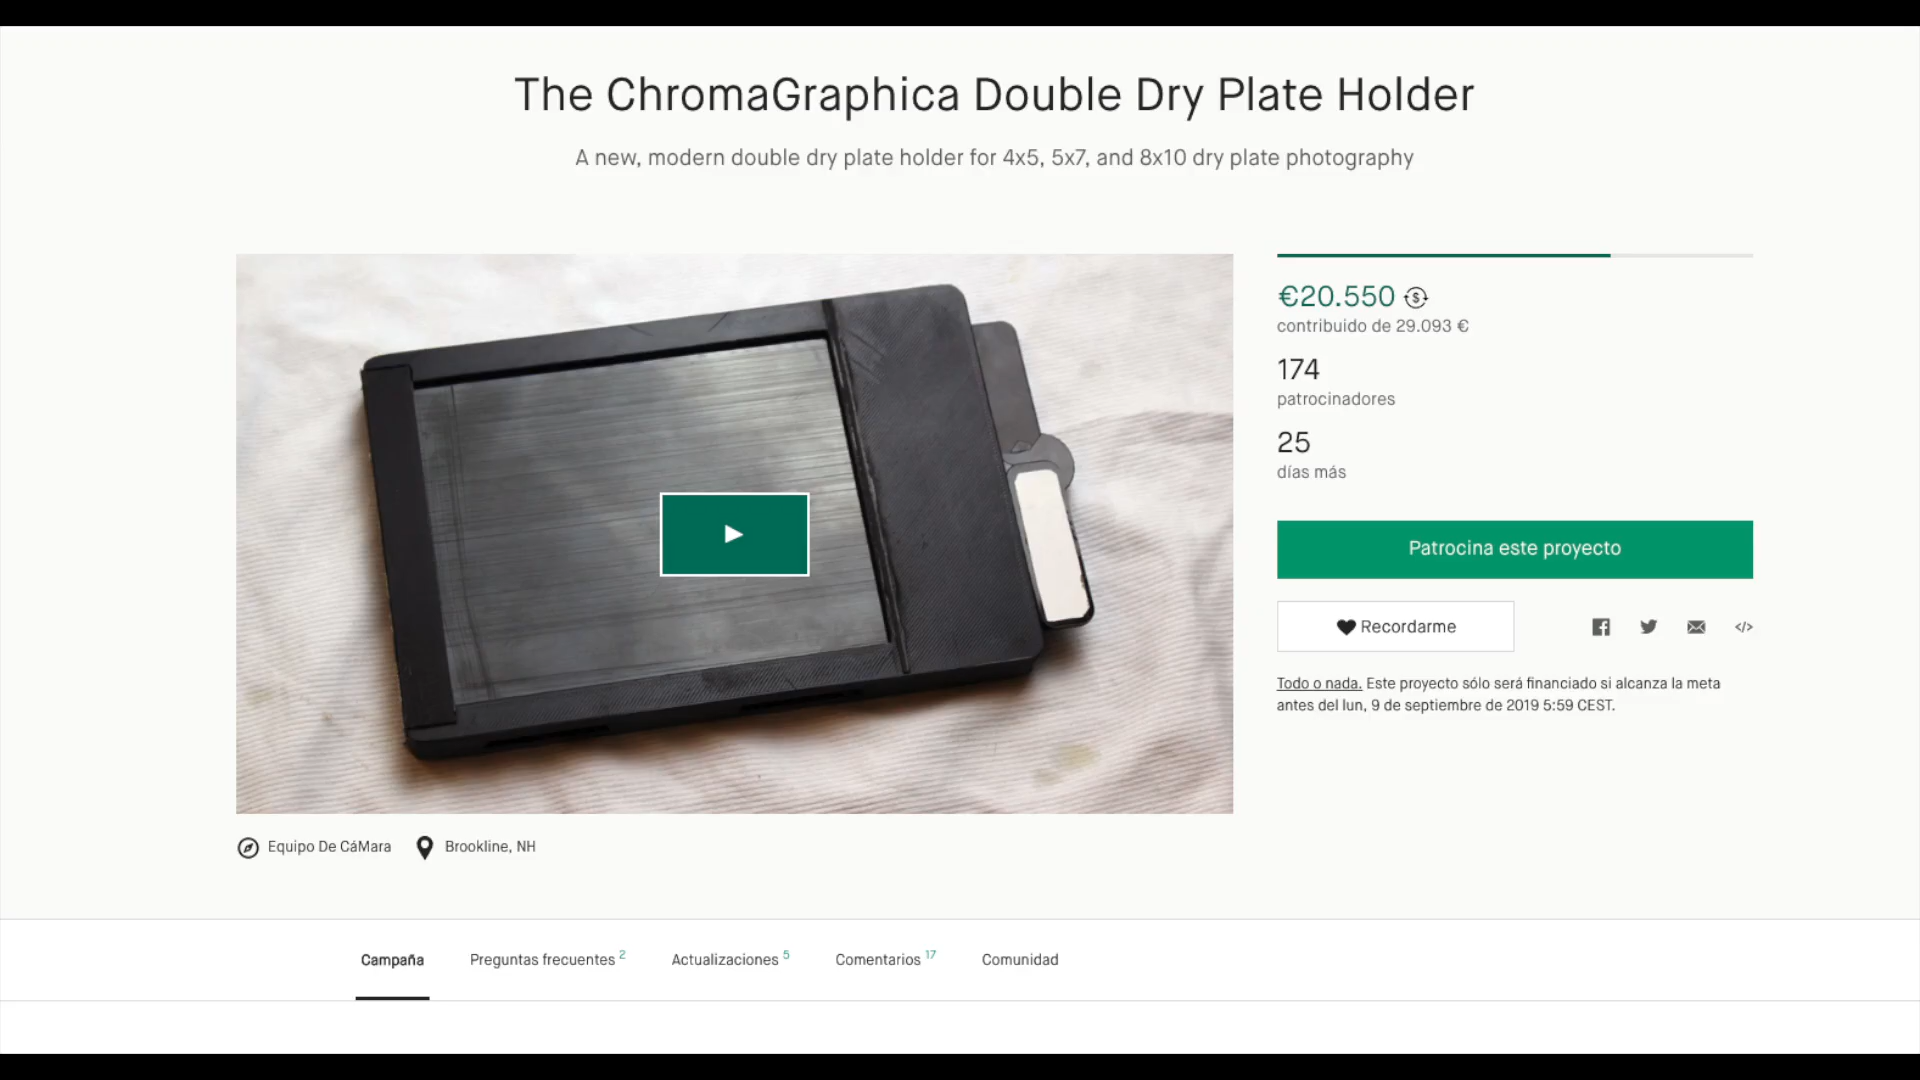 The ChromaGraphica Double Dry Plate Holder
A new, modern double dry plate holder for 4x5, 5x7, and 8x10 dry plate photography
€20.550
contribuido de 29.093 €
174
patrocinadores
25
días más
Patrocina este proyecto
Recordarme
Todo o nada. Este proyecto sólo será financiado si alcanza la meta
antes del lun, 9 de septiembre de 2019 5:59 CEST.
Equipo De CáMara Brookline, NH
Campaña Preguntas frecuentes 2 Actualizaciones 5 Comentarios 17 Comunidad